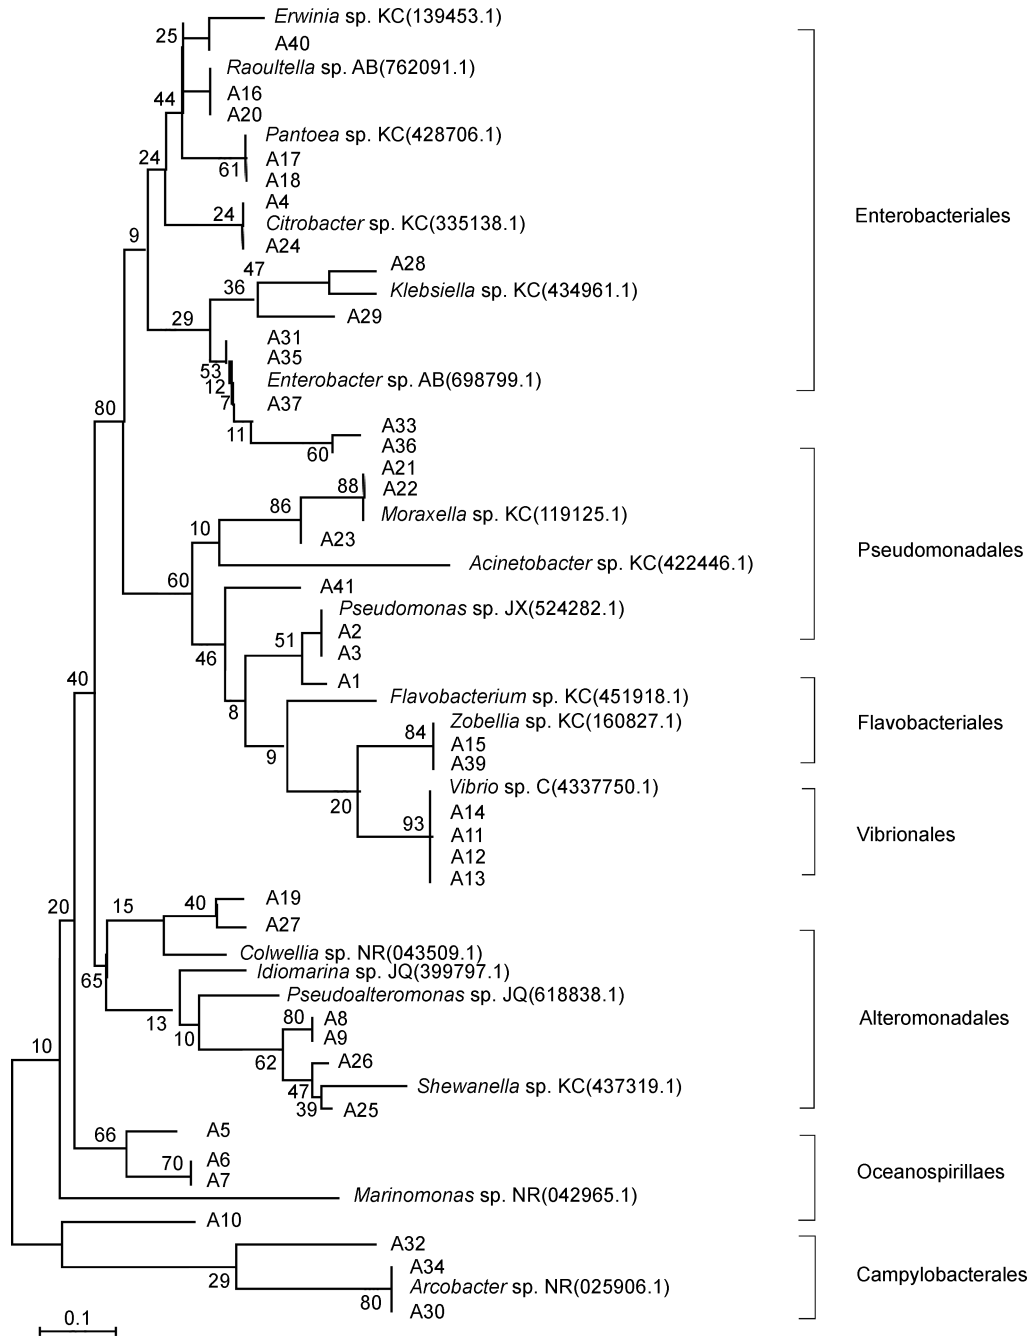 Erwinia sp. KC(139453.1)
25
A40
Raoultella sp. AB(762091.1)
A16
44
A20
Pantoea sp. KC(428706.1)
24
A17
61
A18
A4
24
Citrobacter sp. KC(335138.1)
Enterobacteriales
9
A24
47
A28
36
Klebsiella sp. KC(434961.1)
29
A29
A31
A35
53
Enterobacter sp. AB(698799.1)
12
7
A37
80
A33
11
A36
60
A21
88
A22
86
Moraxella sp. KC(119125.1)
10
A23
Pseudomonadales
Acinetobacter sp. KC(422446.1)
60
A41
Pseudomonas sp. JX(524282.1)
A2
51
A3
46
A1
40
Flavobacterium sp. KC(451918.1)
8
Zobellia sp. KC(160827.1)
Flavobacteriales
84
A15
9
A39
Vibrio sp. C(4337750.1)
20
A14
93
A11
Vibrionales
A12
A13
A19
20
15
40
A27
Colwellia sp. NR(043509.1)
Idiomarina sp. JQ(399797.1)
65
Pseudoalteromonas sp. JQ(618838.1)
13
80
A8
Alteromonadales
10
A9
10
62
A26
47
Shewanella sp. KC(437319.1)
39
A25
A5
66
A6
70
A7
Oceanospirillaes
Marinomonas sp. NR(042965.1)
A10
A32
A34
29
Arcobacter sp. NR(025906.1)
Campylobacterales
80
A30
0.1